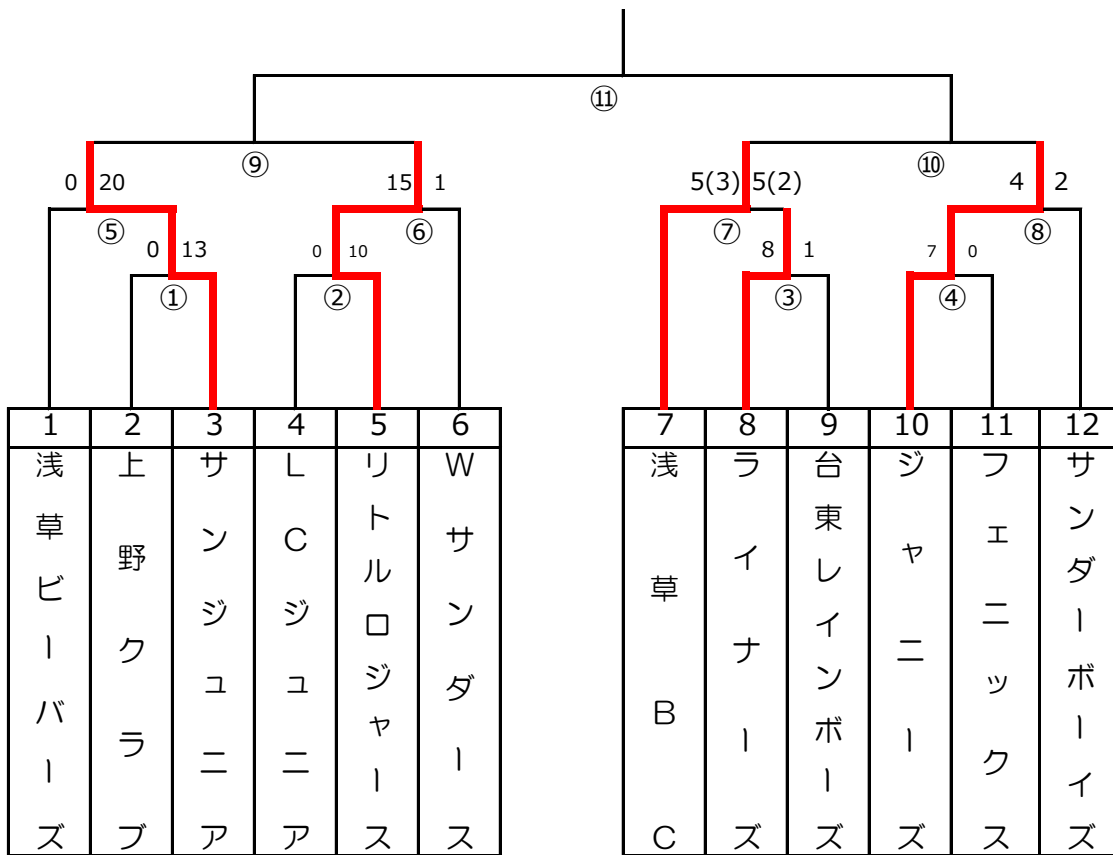 ⑪
⑨ ⑩
0 20 15 1 5(3) 5(2) 4 2
⑤ ⑥ ⑦ ⑧
0 13 0 10 8 1 7 0
① ② ③ ④
1 2 3 4 5 6 7 8 9 10 11 12
浅草ビーバーズ
上野クラブ
サンジュニア
LCジュニア
リトルロジャース
Wサンダース
浅草BC
ライナーズ
台東レインボーズ
ジャニーズ
フェニックス
サンダーボーイズ